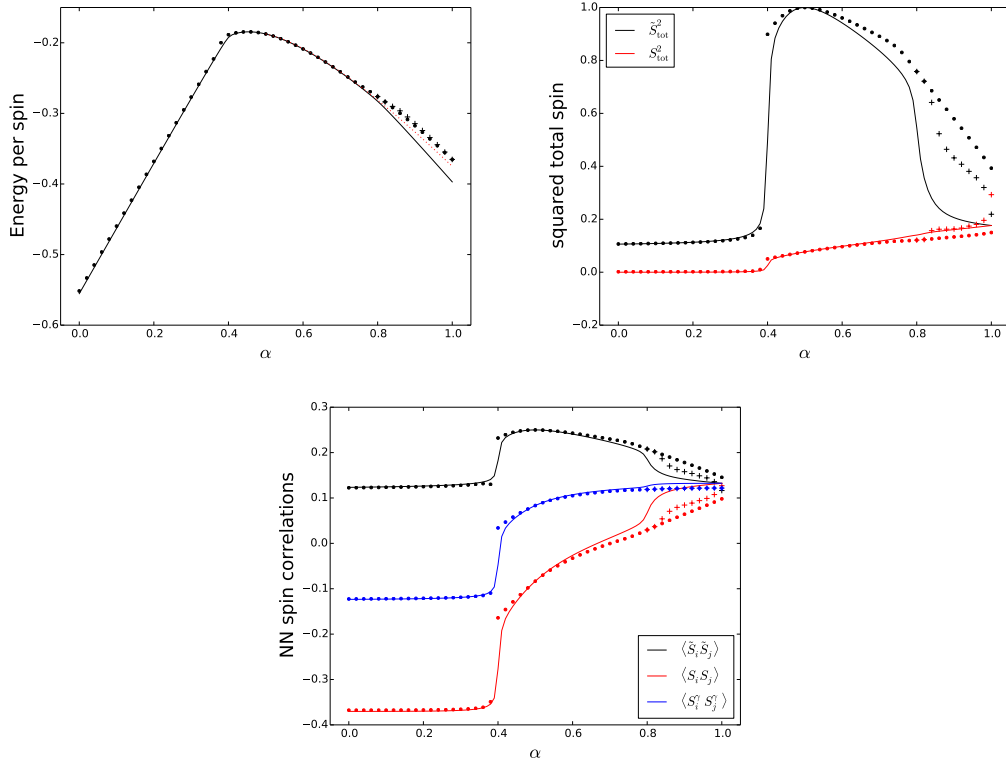 Energy per spin
−0.2
−0.3
−0.4
−0.5
−0.6
0.0 0.2 0.4 0.6 0.8 1.0
α
squared total spin
1.0
0.8
0.6
0.4
0.2
0.0
−0.2
0.0 0.2 0.4 0.6 0.8 1.0
α
S̃²tot
S²tot
NN spin correlations
0.3
0.2
0.1
0.0
−0.1
−0.2
−0.3
−0.4
0.0 0.2 0.4 0.6 0.8 1.0
α
⟨S̃ᵢ S̃ⱼ⟩
⟨Sᵢ Sⱼ⟩
⟨Sᵢᵞ Sⱼᵞ⟩